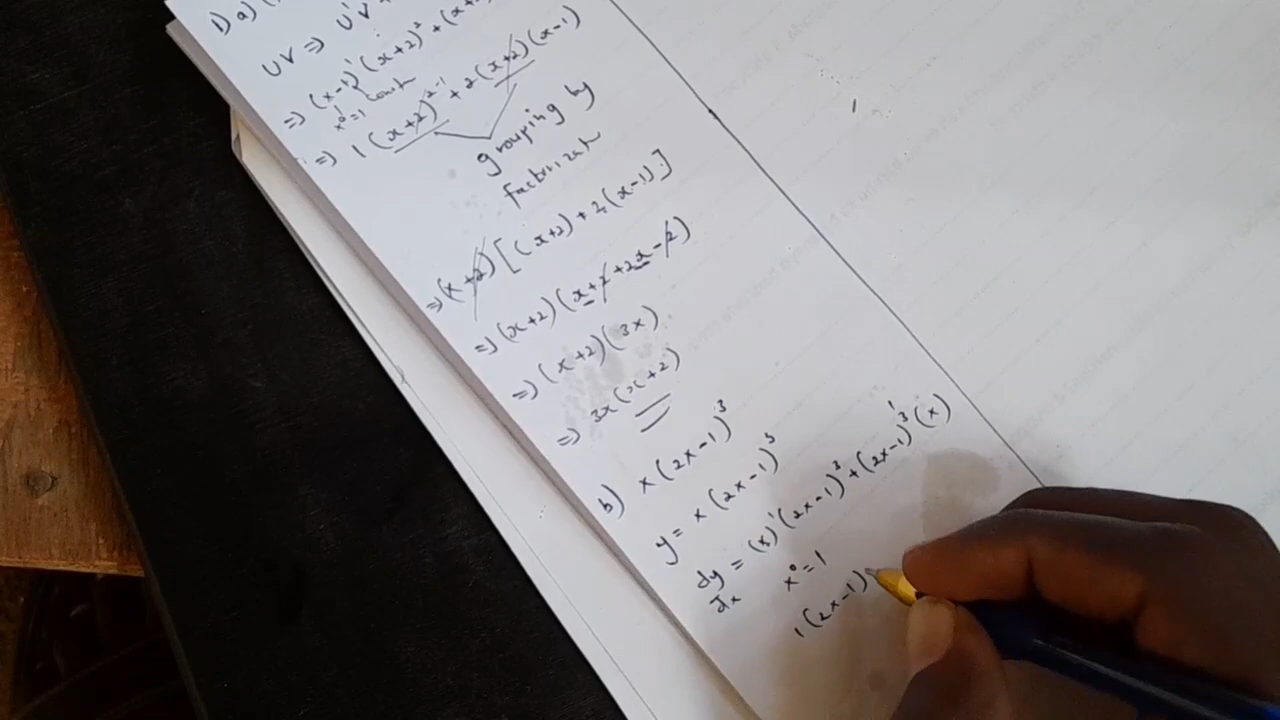 1) a) (
UV ⇒ U'V +
⇒ (x-1)' (x+2)² + (x+2
x⁰=1 const
⇒ 1 (x+2)²⁻¹ + 2(x+2)(x-1)
grouping by
⇒ (x+2) [(x+2) + 2(x-1)]
⇒ (x+2) (x+2+2x-2)
⇒ (x+2) (3x)
⇒ 3x(x+2)
b) x (2x-1)³
y = x (2x-1)³
dy/dx = (x)' (2x-1)³ + (2x-1)³' (x)
x⁰ = 1
1 (2x-1)